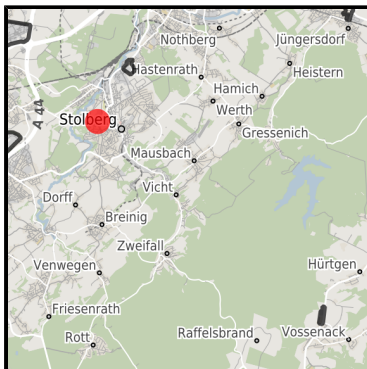 Nothberg
Jüngersdorf
Hastenrath
Heistern
Hamich
A 44
Werth
Stolberg
Gressenich
Mausbach
Vicht
Dorff
Breinig
Zweifall
Venwegen
Hürtgen
Friesenrath
Raffelsbrand
Vossenack
Rott